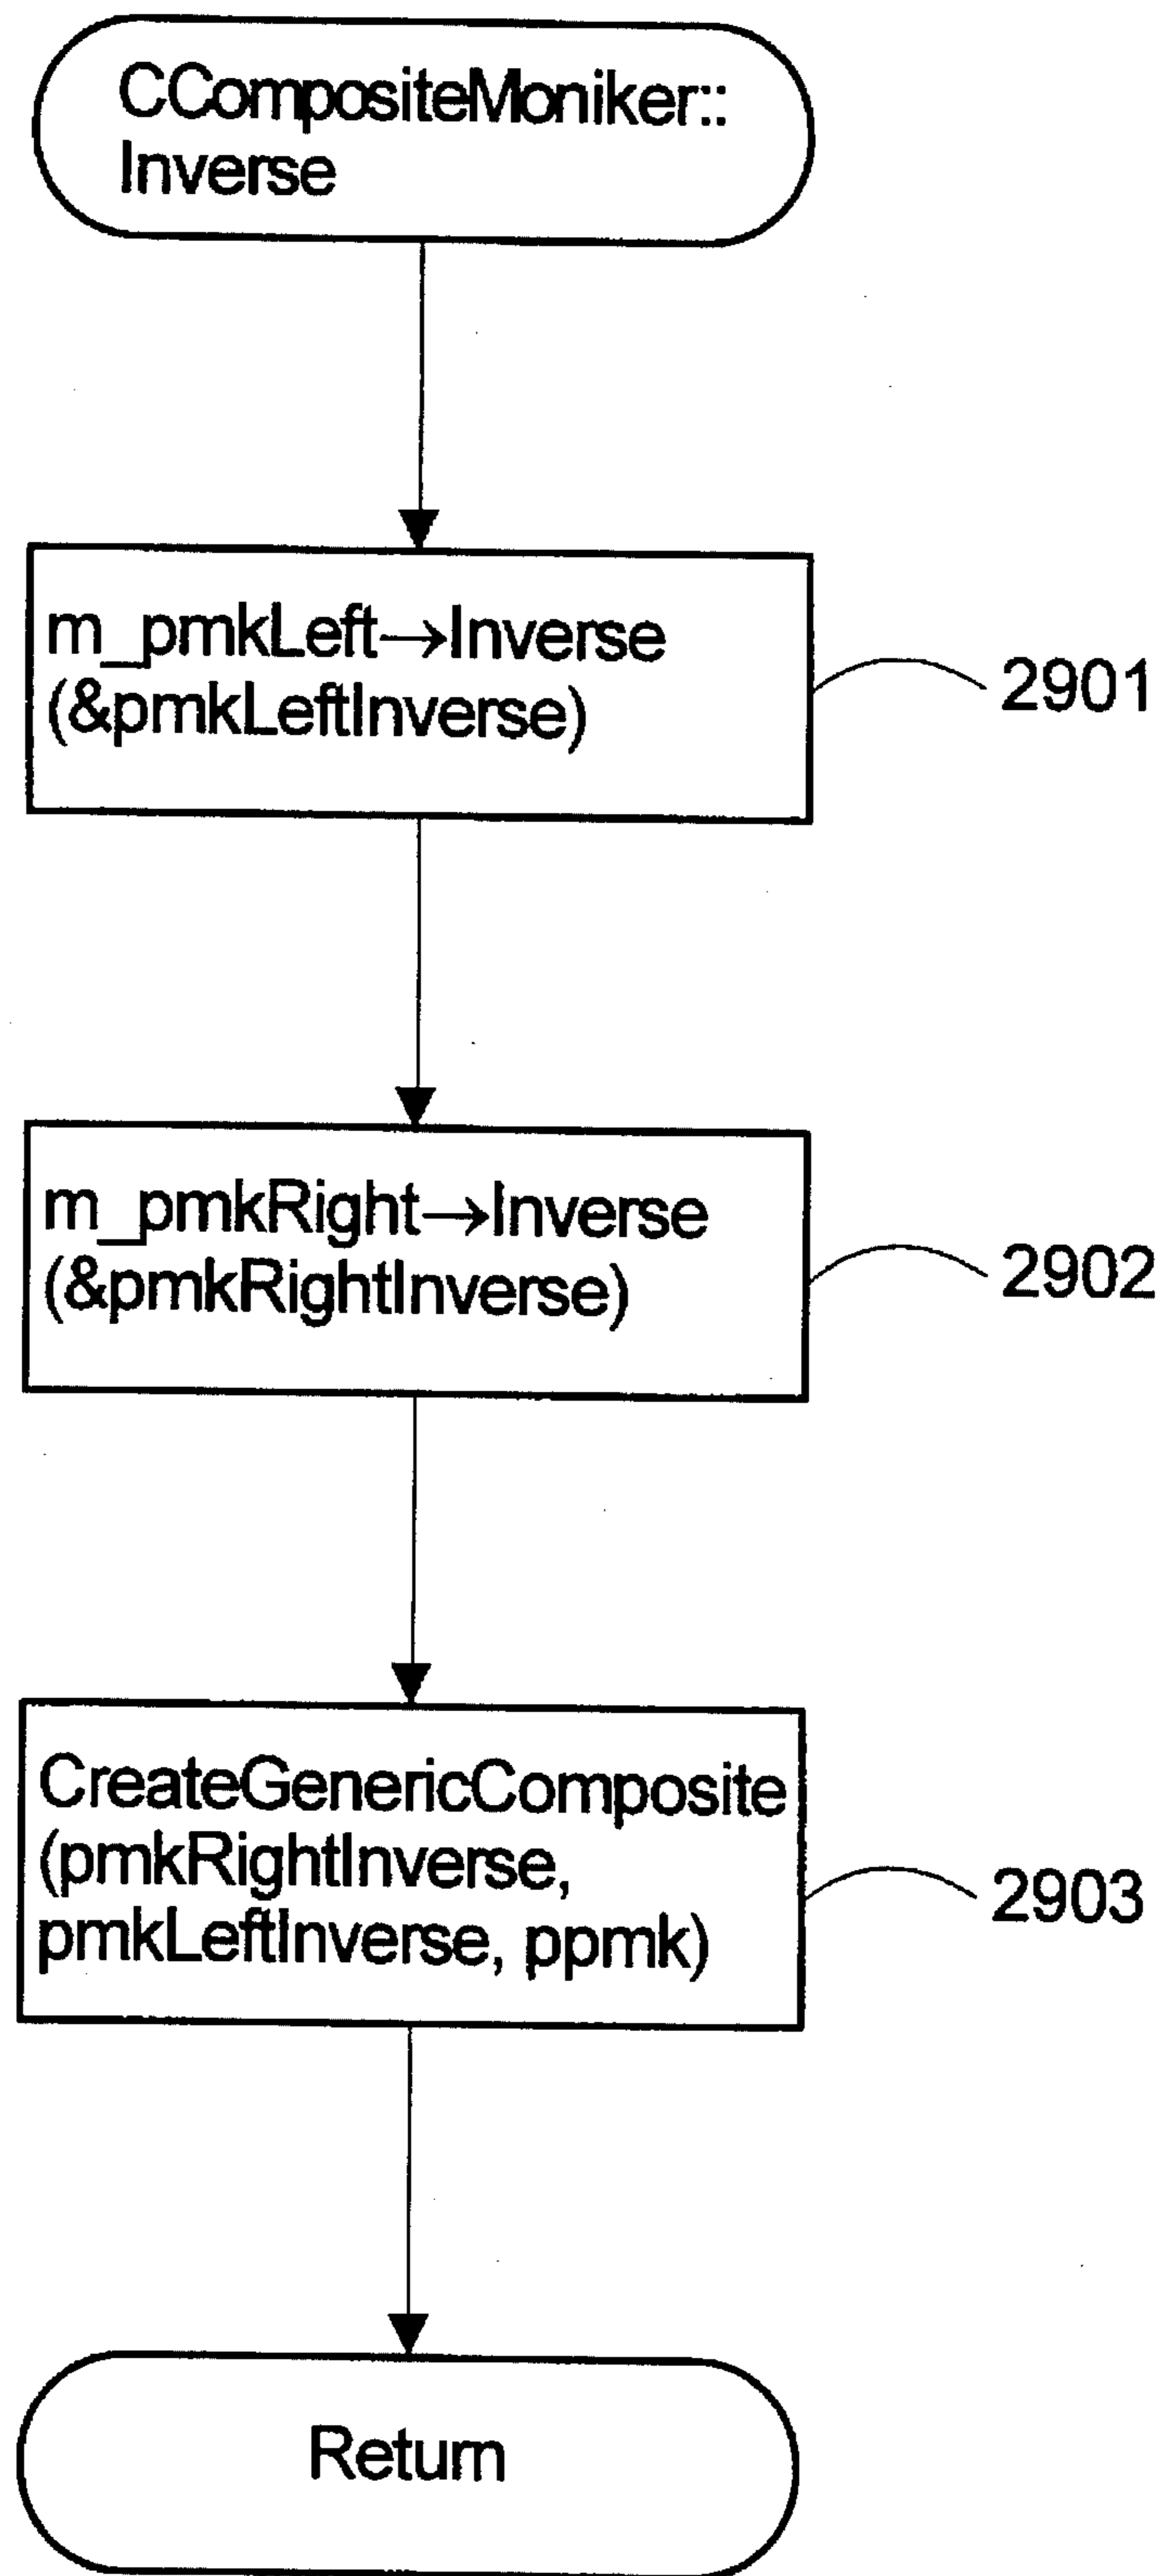 CCompositeMoniker::
Inverse
m_pmkLeft→Inverse
(&pmkLeftInverse)
2901
m_pmkRight→Inverse
(&pmkRightInverse)
2902
CreateGenericComposite
(pmkRightInverse,
pmkLeftInverse, ppmk)
2903
Return